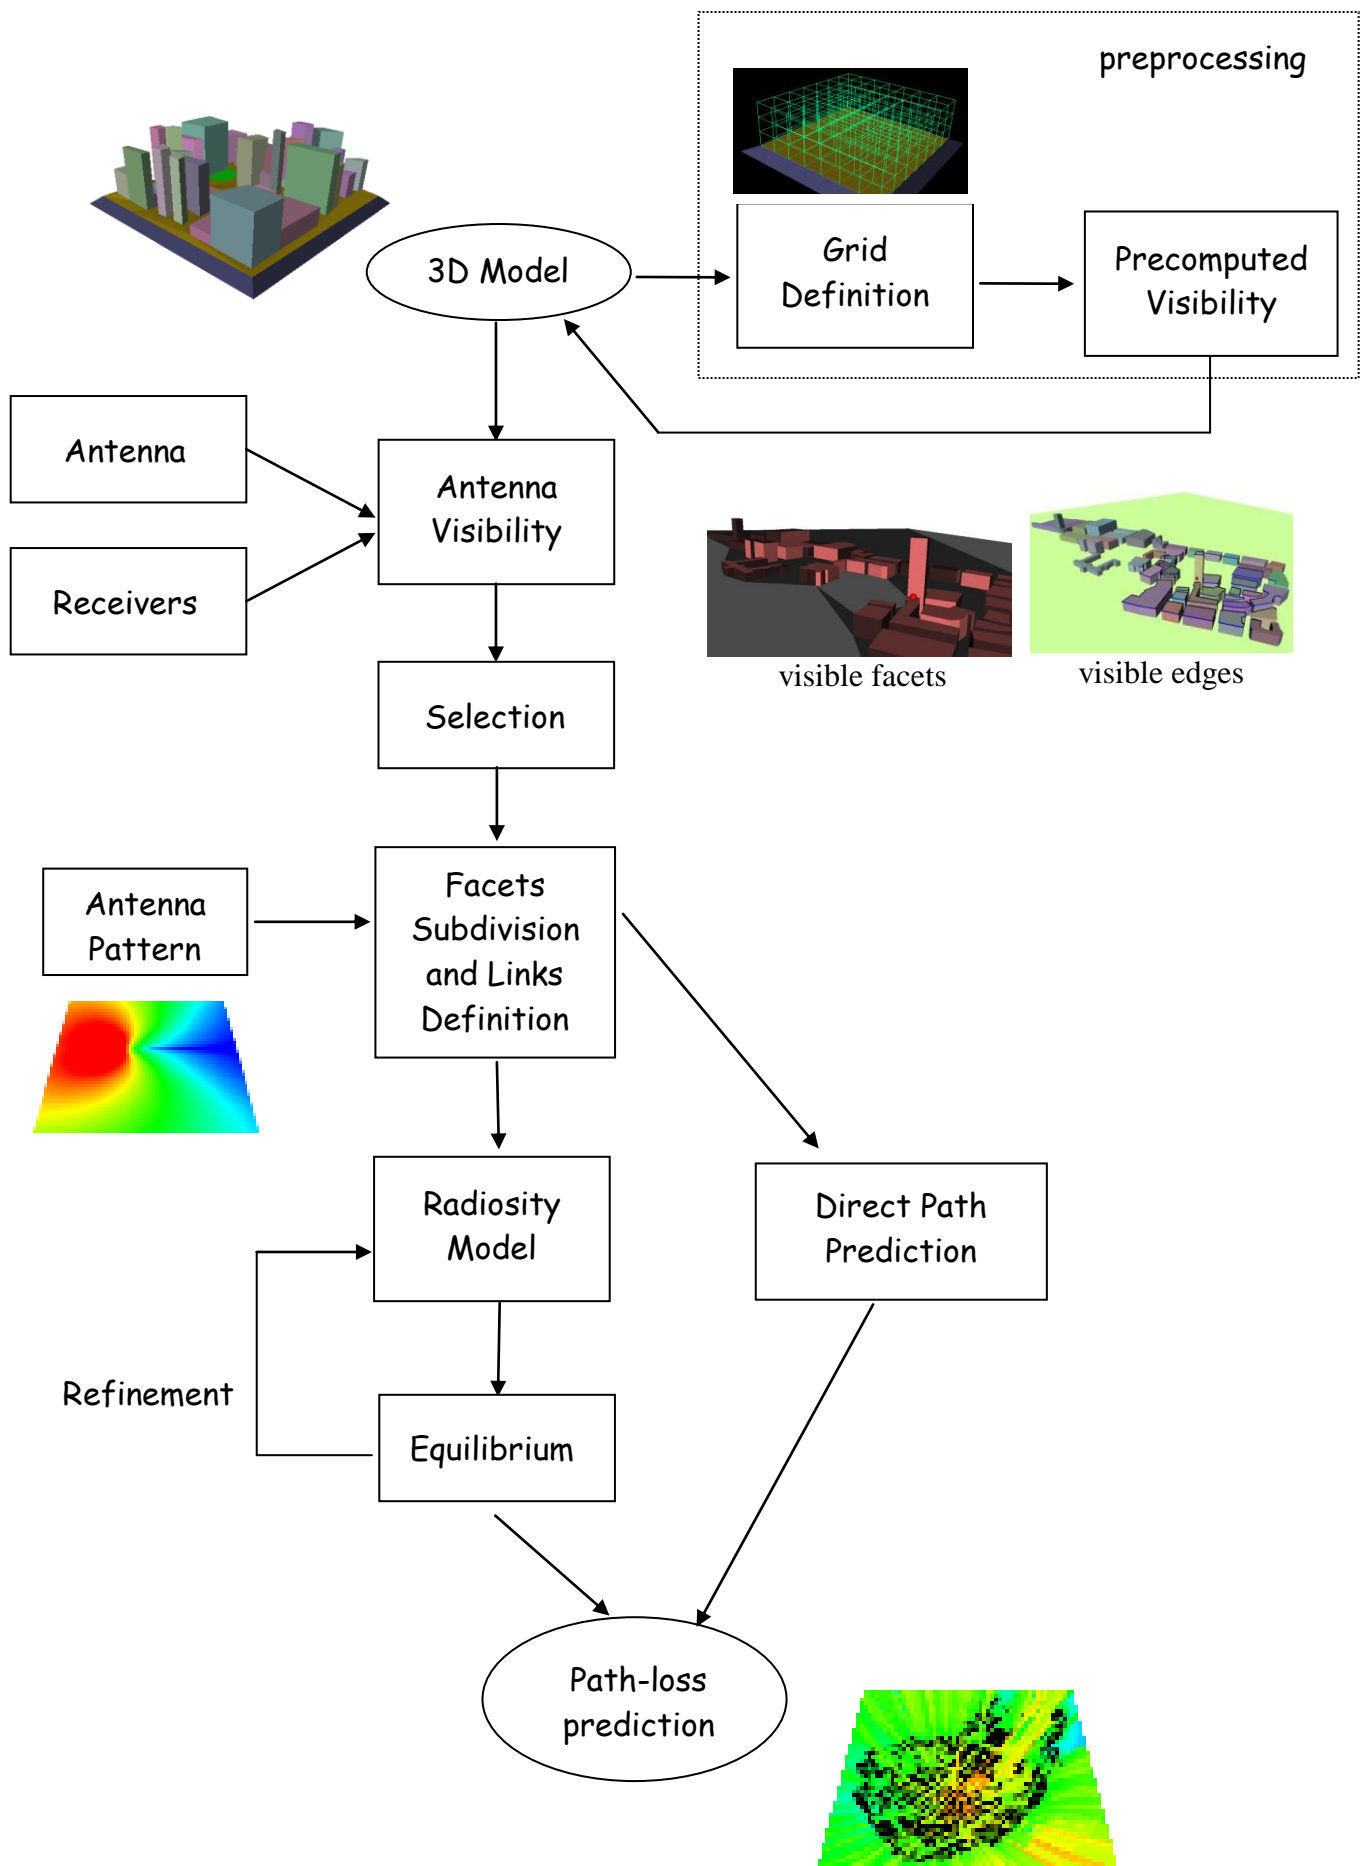 preprocessing
3D Model
Grid
Definition
Precomputed
Visibility
Antenna
Antenna
Visibility
Receivers
visible facets
visible edges
Selection
Antenna
Pattern
Facets
Subdivision
and Links
Definition
Radiosity
Model
Direct Path
Prediction
Refinement
Equilibrium
Path-loss
prediction